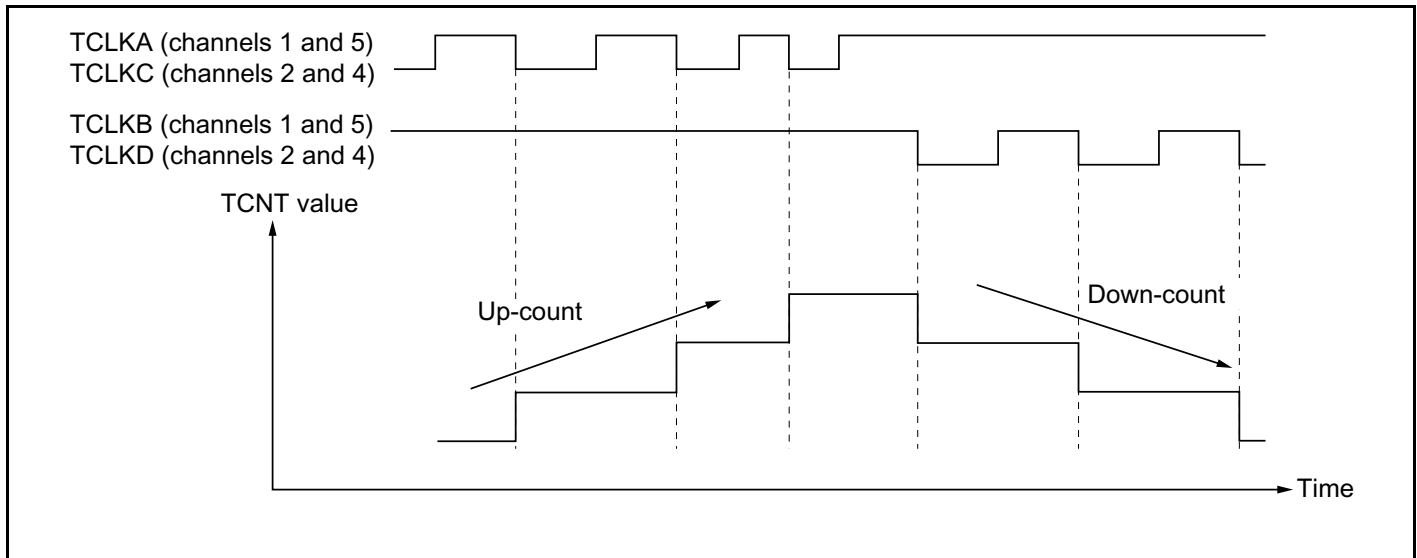 TCLKA (channels 1 and 5)
TCLKC (channels 2 and 4)
TCLKB (channels 1 and 5)
TCLKD (channels 2 and 4)
TCNT value
Up-count
Down-count
Time